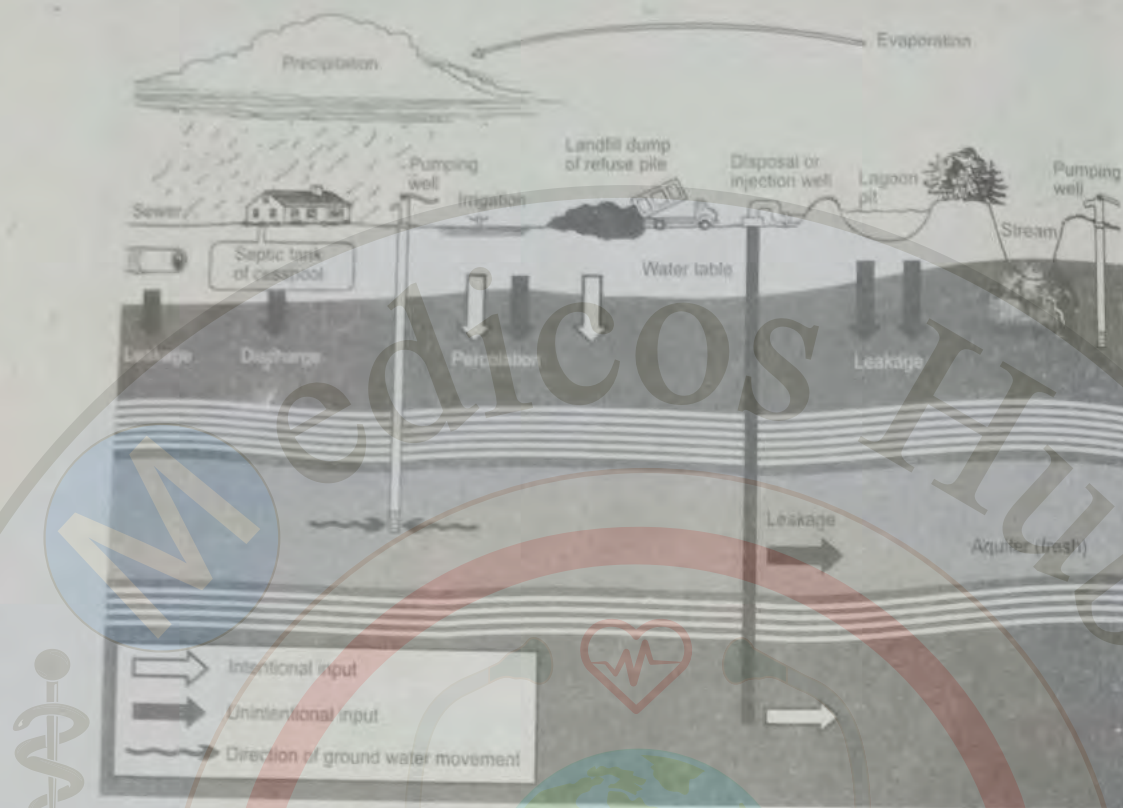 Evaporation
Precipitation
Landfill dump
of refuse pile
Pumping
well
Disposal or
injection well
Lagoon
pit
Pumping
well
Sewer
Irrigation
Stream
Septic tank
of cesspool
Water table
Leakage
Discharge
Percolation
Leakage
Medicos Hub
Leakage
Aquifer (fresh)
Intentional input
Unintentional input
Direction of ground water movement